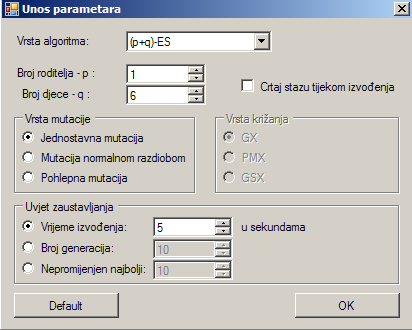 Unos parametara
Vrsta algoritma: (p+q)-ES
Broj roditelja - p : 1
Broj djece - q : 6
Crtaj stazu tijekom izvođenja
Vrsta mutacije
Jednostavna mutacija
Mutacija normalnom razdiobom
Pohlepna mutacija
Vrsta križanja
GX
PMX
GSX
Uvjet zaustavljanja
Vrijeme izvođenja: 5 u sekundama
Broj generacija: 10
Nepromijenjen najbolji: 10
Default OK